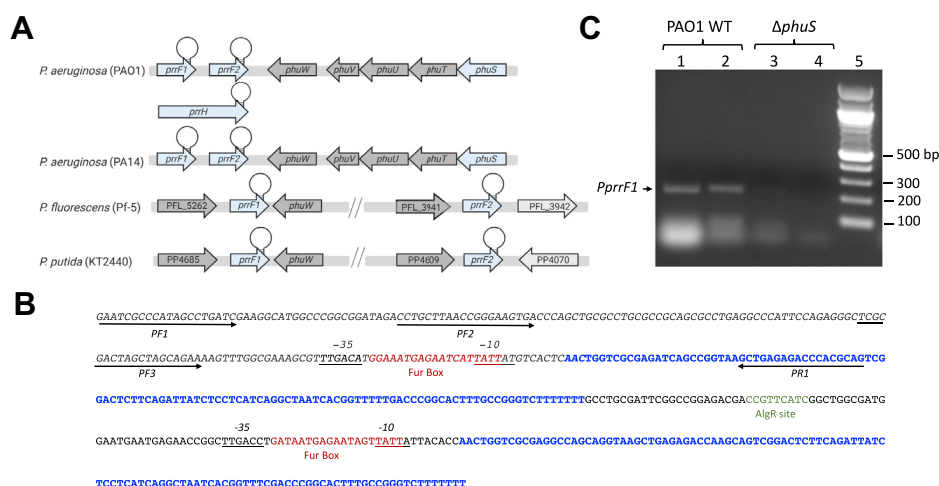 A
P. aeruginosa (PAO1) prrF1 prrF2 phuW phuV phuU phuT phuS
prrH
P. aeruginosa (PA14) prrF1 prrF2 phuW phuV phuU phuT phuS
P. fluorescens (Pf-5) PFL_5262 prrF1 phuW // PFL_3941 prrF2 PFL_3942
P. putida (KT2440) PP4685 prrF1 phuW // PP4609 prrF2 PP4070
C
PAO1 WT ΔphuS
1 2 3 4 5
500 bp
PprrF1 300
200
100
B
GAATCGCCCATAGCCTGATCGAAGGCATGGCCCGGCGGATAGACCTGCTTAACCGGGAAGTGACCCAGCTGCGCCTGCGCCGCAGCGCCTGAGGCCCATTCCAGAGGGCTCGC
PF1 PF2
-35 -10
GACTAGCTAGCAGAAAAGTTTGGCGAAAGCGTTTGACATGGAAATGAGAATCATTATTATGTCACTCAACTGGTCGCGAGATCAGCCGGTAAGCTGAGAGACCCACGCAGTCG
PF3 Fur Box PR1
GACTCTTCAGATTATCTCCTCATCAGGCTAATCACGGTTTTTGACCCGGCACTTTGCCGGGTCTTTTTTTGCCTGCGATTCGGCCGGAGACGACCGTTCATCGGCTGGCGATG
AlgR site
-35 -10
GAATGAATGAGAACCGGCTTGACCTGATAATGAGAATAGTTATTATTACACCAACTGGTCGCGAGGCCAGCAGGTAAGCTGAGAGACCAAGCAGTCGGACTCTTCAGATTATC
Fur Box
TCCTCATCAGGCTAATCACGGTTTCGACCCGGCACTTTGCCGGGTCTTTTTTT